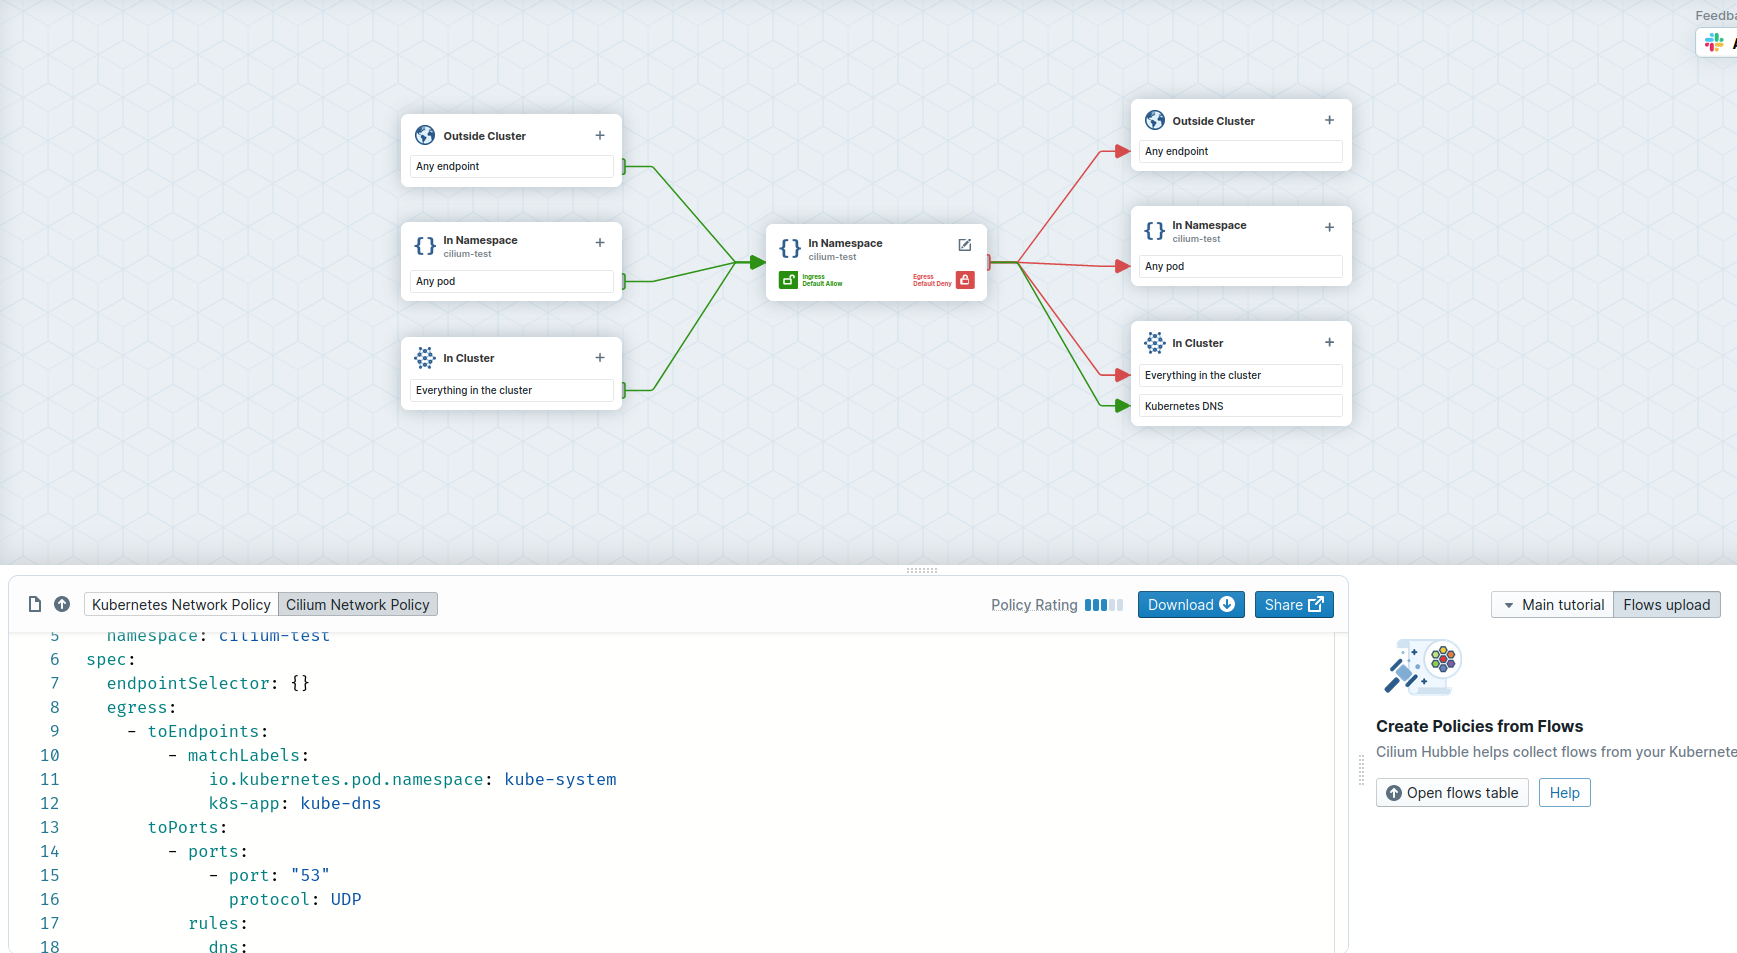 Feedba
Outside Cluster
Any endpoint
In Namespace
cilium-test
Any pod
In Cluster
Everything in the cluster
In Namespace
cilium-test
Ingress
Default Allow
Egress
Default Deny
Outside Cluster
Any endpoint
In Namespace
cilium-test
Any pod
In Cluster
Everything in the cluster
Kubernetes DNS
Kubernetes Network Policy Cilium Network Policy Policy Rating Download Share
5 namespace: cilium-test
6 spec:
7 endpointSelector: {}
8 egress:
9 - toEndpoints:
10 - matchLabels:
11 io.kubernetes.pod.namespace: kube-system
12 k8s-app: kube-dns
13 toPorts:
14 - ports:
15 - port: "53"
16 protocol: UDP
17 rules:
18 dns:
Main tutorial Flows upload
Create Policies from Flows
Cilium Hubble helps collect flows from your Kubernete
Open flows table Help